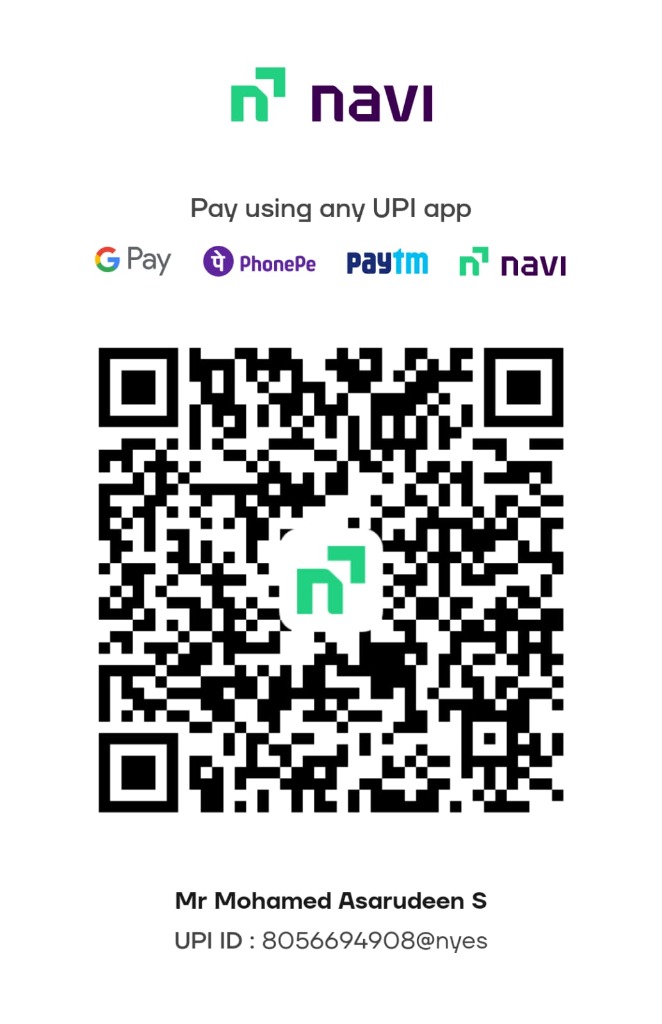 navi
Pay using any UPI app
G Pay PhonePe paytm navi
Mr Mohamed Asarudeen S
UPI ID : 8056694908@nyes